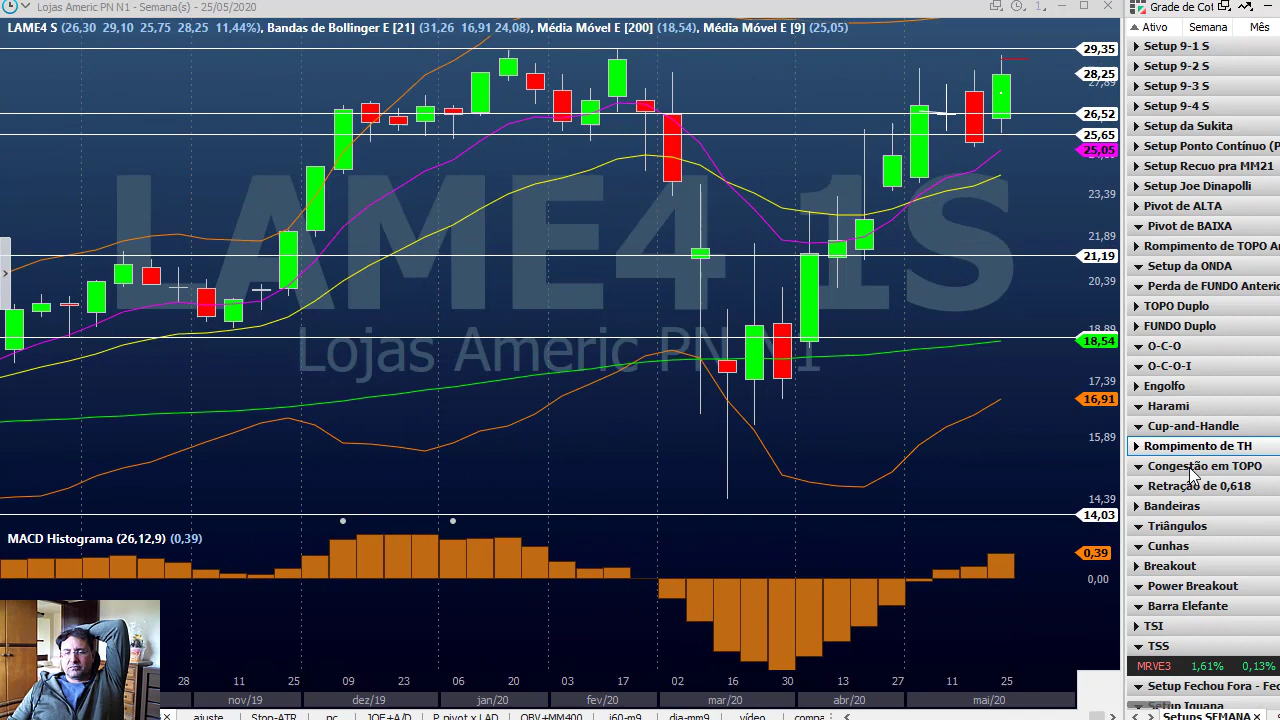 Lojas Americ PN N1 - Semana(s) - 25/05/2020
LAME4 S (26,30 29,10 25,75 28,25 11,44%), Bandas de Bollinger E [21] (31,26 16,91 24,08), Média Móvel E [200] (18,54), Média Móvel E [9] (25,05)
LAME4 1S
Lojas Americ PN N1
29,35
28,25
26,52
25,65
25,05
23,39
21,89
21,19
20,39
18,89
18,54
17,39
16,91
15,89
14,39
14,03
MACD Histograma (26,12,9) (0,39)
0,39
0,00
28 11 25 09 23 06 20 03 17 02 16 30 13 27 11 25
nov/19 dez/19 jan/20 fev/20 mar/20 abr/20 mai/20
ajuste Stop-ATR pc JOE+A/D P_pivot x LAD OBV+MM400 i60-m9 dia-mm9 vídeo compa
Grade de Cot
Ativo Semana Mês
Setup 9-1 S
Setup 9-2 S
Setup 9-3 S
Setup 9-4 S
Setup da Sukita
Setup Ponto Contínuo (P
Setup Recuo pra MM21
Setup Joe Dinapolli
Pivot de ALTA
Pivot de BAIXA
Rompimento de TOPO An
Setup da ONDA
Perda de FUNDO Anterio
TOPO Duplo
FUNDO Duplo
O-C-O
O-C-O-I
Engolfo
Harami
Cup-and-Handle
Rompimento de TH
Congestão em TOPO
Retração de 0,618
Bandeiras
Triângulos
Cunhas
Breakout
Power Breakout
Barra Elefante
TSI
TSS
MRVE3 1,61% 0,13%
Setup Fechou Fora - Fec
Setup Iguana
Setups SEMANA